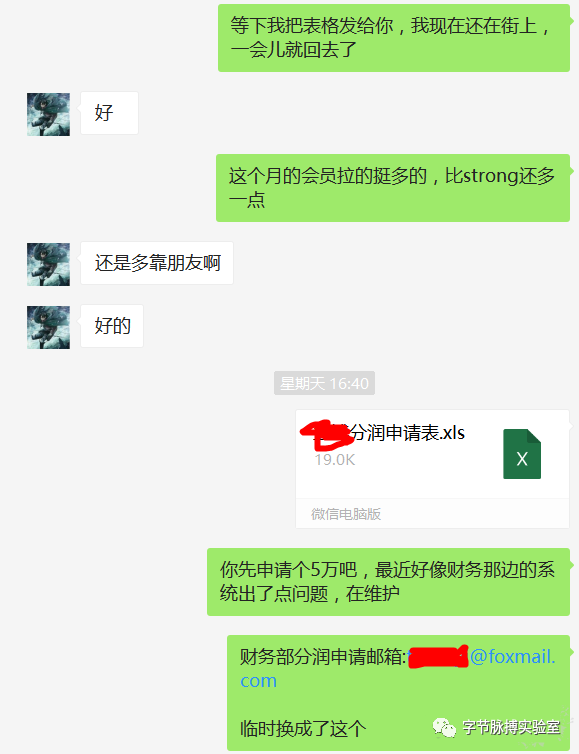 等下我把表格发给你，我现在还在街上，
一会儿就回去了
好
这个月的会员拉的挺多的，比strong还多
一点
还是多靠朋友啊
好的
星期天 16:40
分润申请表.xls
19.0K
X
微信电脑版
你先申请个5万吧，最近好像财务那边的系
统出了点问题，在维护
财务部分润申请邮箱:
@foxmail.
com
临时换成了这个
字节脉搏实验室